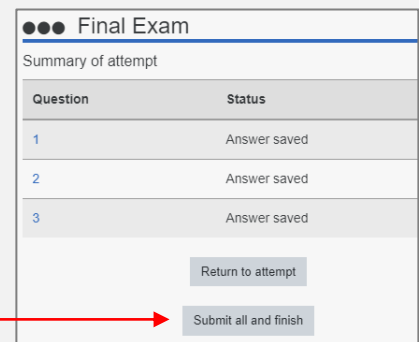 Final Exam
Summary of attempt
Question Status
1 Answer saved
2 Answer saved
3 Answer saved
Return to attempt
Submit all and finish